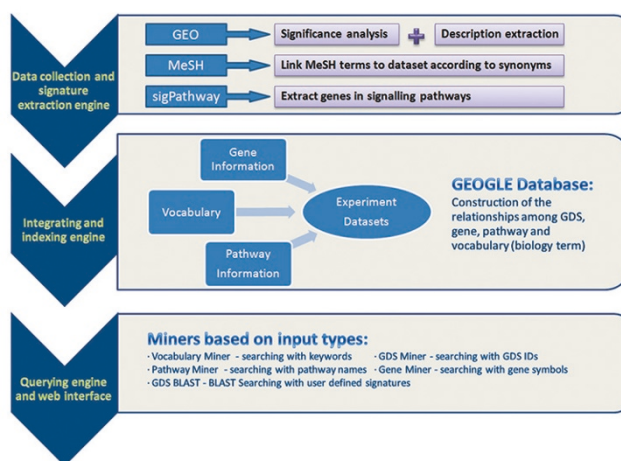 Data collection and
signature
extraction engine
GEO
Significance analysis
Description extraction
MeSH
Link MeSH terms to dataset according to synonyms
sigPathway
Extract genes in signalling pathways
Integrating and
indexing engine
Gene
Information
Vocabulary
Pathway
Information
Experiment
Datasets
GEOGLE Database:
Construction of the
relationships among GDS,
gene, pathway and
vocabulary (biology term)
Querying engine
and web interface
Miners based on input types:
· Vocabulary Miner - searching with keywords
· GDS Miner - searching with GDS IDs
· Pathway Miner - searching with pathway names
· Gene Miner - searching with gene symbols
· GDS BLAST - BLAST Searching with user defined signatures